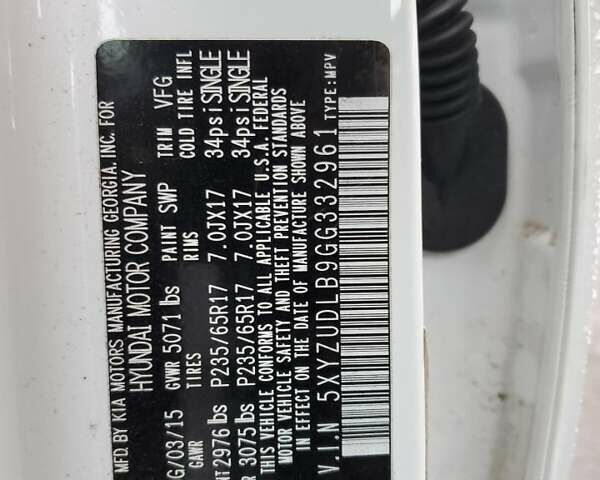 MFD.BY KIA MOTORS MANUFACTURING GEORGIA, INC. FOR
HYUNDAI MOTOR COMPANY
G/03/15 GVWR 5071 lbs PAINT SWP TRIM VFG
GAWR TIRES RIMS COLD TIRE INFL
NT 2976 lbs P235/65R17 7.0JX17 34psi SINGLE
R 3075 lbs P235/65R17 7.0JX17 34psi SINGLE
THIS VEHICLE CONFORMS TO ALL APPLICABLE U.S.A. FEDERAL
MOTOR VEHICLE SAFETY AND THEFT PREVENTION STANDARDS
IN EFFECT ON THE DATE OF MANUFACTURE SHOWN ABOVE
V.I.N 5XYZUDLB9GG332961 TYPE:MPV